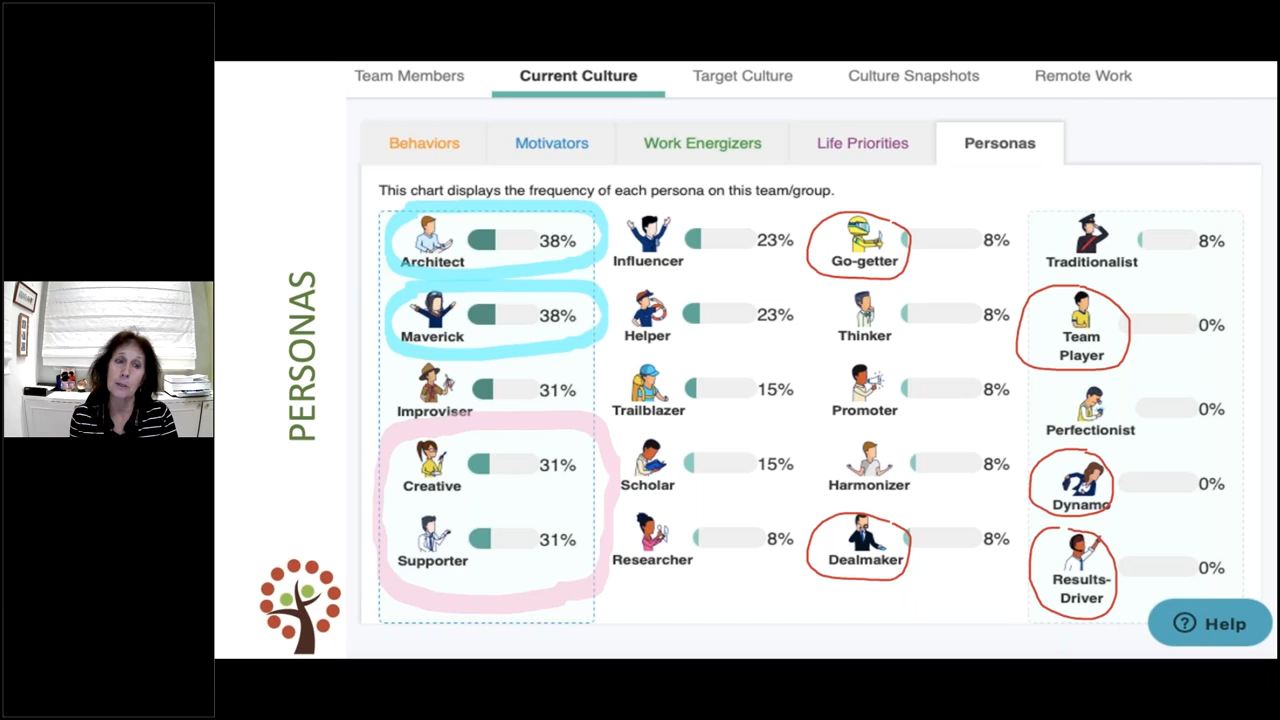 Team Members Current Culture Target Culture Culture Snapshots Remote Work
Behaviors Motivators Work Energizers Life Priorities Personas
This chart displays the frequency of each persona on this team/group.
PERSONAS
38%
Architect
38%
Maverick
31%
Improviser
31%
Creative
31%
Supporter
23%
Influencer
23%
Helper
15%
Trailblazer
15%
Scholar
8%
Researcher
8%
Go-getter
8%
Thinker
8%
Promoter
8%
Harmonizer
8%
Dealmaker
8%
Traditionalist
0%
Team
Player
0%
Perfectionist
0%
Dynamo
0%
Results-
Driver
? Help